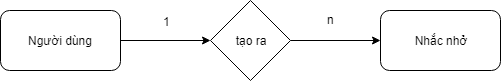 Người dùng
1
tạo ra
n
Nhắc nhở